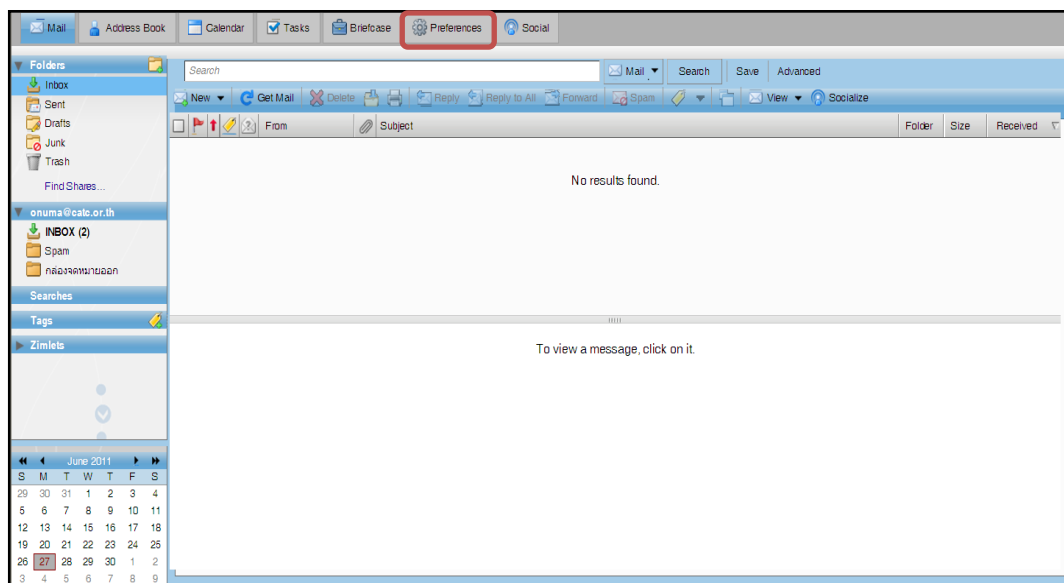 Mail Address Book Calendar Tasks Briefcase Preferences Social
Folders
Inbox
Sent
Drafts
Junk
Trash
Find Shares...
onuma@catc.or.th
INBOX (2)
Spam
กล่องจดหมายออก
Searches
Tags
Zimlets
June 2011
S M T W T F S
29 30 31 1 2 3 4
5 6 7 8 9 10 11
12 13 14 15 16 17 18
19 20 21 22 23 24 25
26 27 28 29 30 1 2
3 4 5 6 7 8 9
Search Mail Search Save Advanced
New Get Mail Delete Reply Reply to All Forward Spam View Socialize
From Subject Folder Size Received
No results found.
To view a message, click on it.